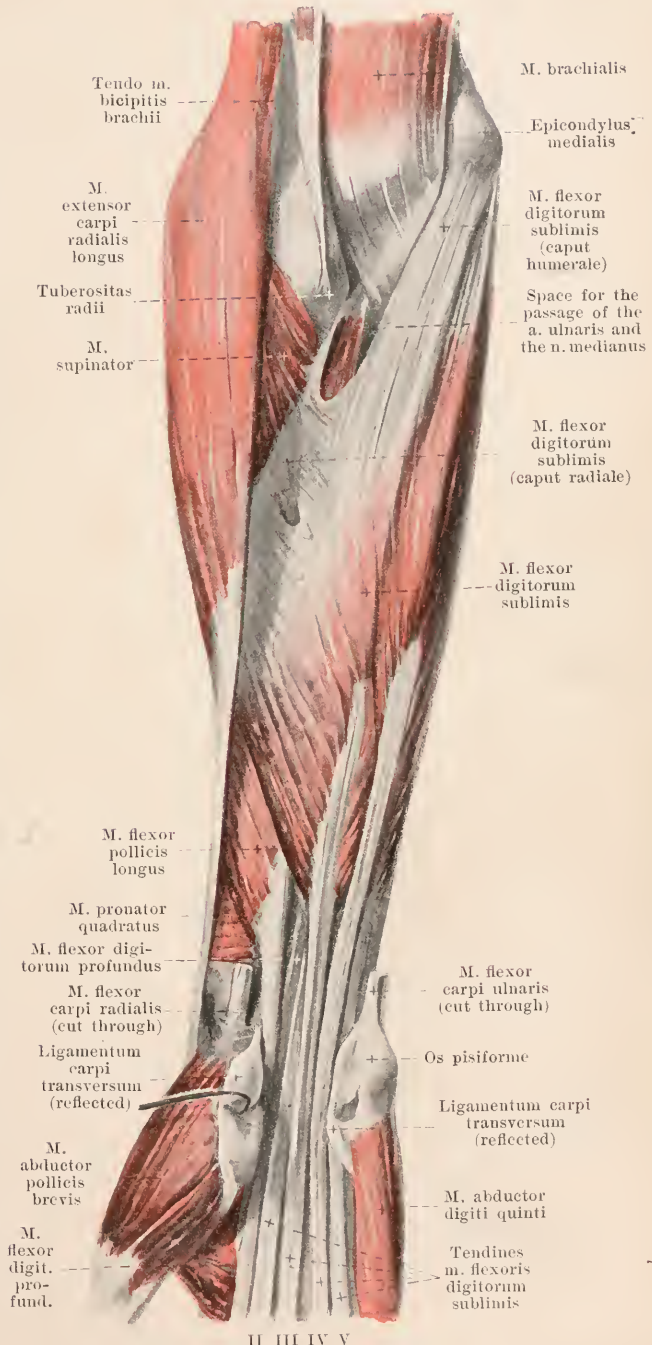 Tendo m.
bicipitis
brachii
M. brachialis
Epicondylus
medialis
M.
extensor
carpi
radialis
longus
M. flexor
digitorum
sublimis
(caput
humerale)
Tuberositas
radii
Space for the
passage of the
a. ulnaris and
the n. medianus
M.
supinator
M. flexor
digitorum
sublimis
(caput radiale)
M. flexor
digitorum
sublimis
M. flexor
pollicis
longus
M. pronator
quadratus
M. flexor digi-
torum profundus
M. flexor
carpi radialis
(cut through)
M. flexor
carpi ulnaris
(cut through)
Ligamentum
carpi
transversum
(reflected)
Os pisiforme
Ligamentum carpi
transversum
(reflected)
M.
abductor
pollicis
brevis
M. abductor
digiti quinti
M.
flexor
digit.
pro-
fund.
Tendines
m. flexoris
digitorum
sublimis
II III IV V